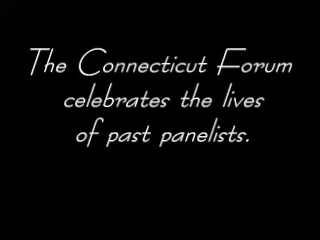 The Connecticut Forum
celebrates the lives
of past panelists.